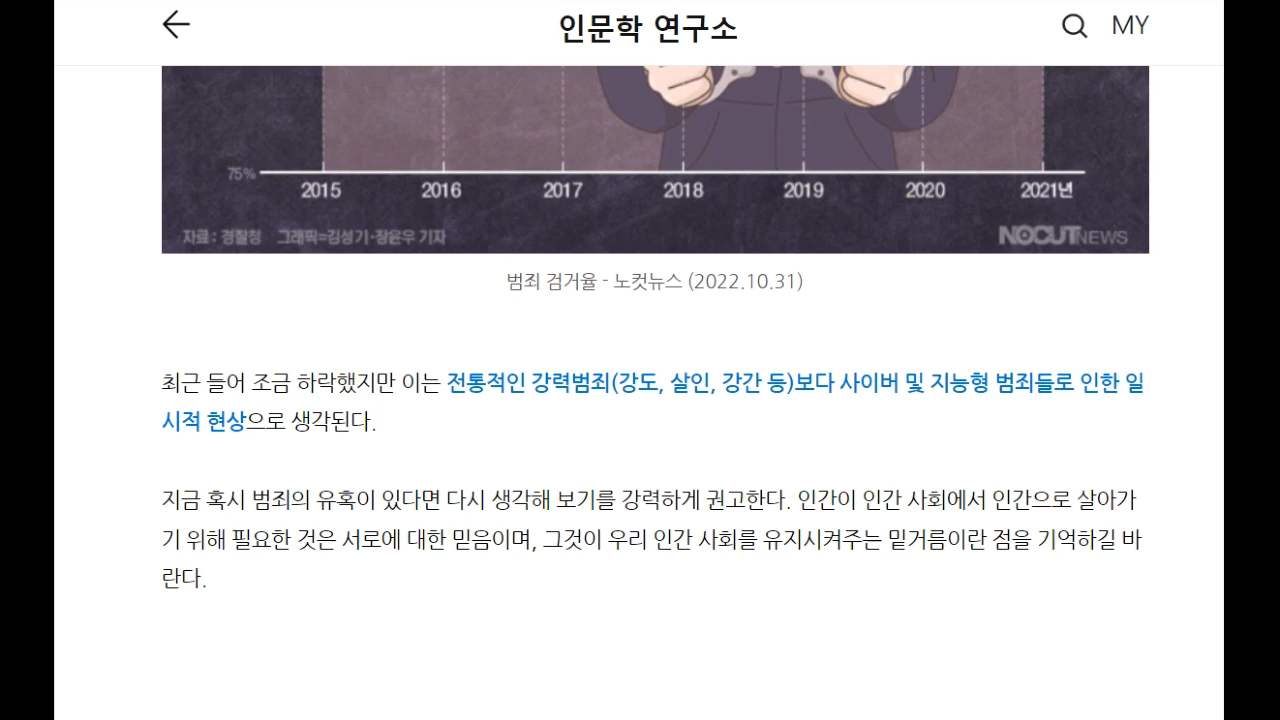 인문학 연구소
MY
75%
2015 2016 2017 2018 2019 2020 2021년
자료 : 경찰청 그래픽=김성기·장윤우 기자
NOCUTNEWS
범죄 검거율 - 노컷뉴스 (2022.10.31)
최근 들어 조금 하락했지만 이는 전통적인 강력범죄(강도, 살인, 강간 등)보다 사이버 및 지능형 범죄들로 인한 일
시적 현상으로 생각된다.
지금 혹시 범죄의 유혹이 있다면 다시 생각해 보기를 강력하게 권고한다. 인간이 인간 사회에서 인간으로 살아가
기 위해 필요한 것은 서로에 대한 믿음이며, 그것이 우리 인간 사회를 유지시켜주는 밑거름이란 점을 기억하길 바
란다.